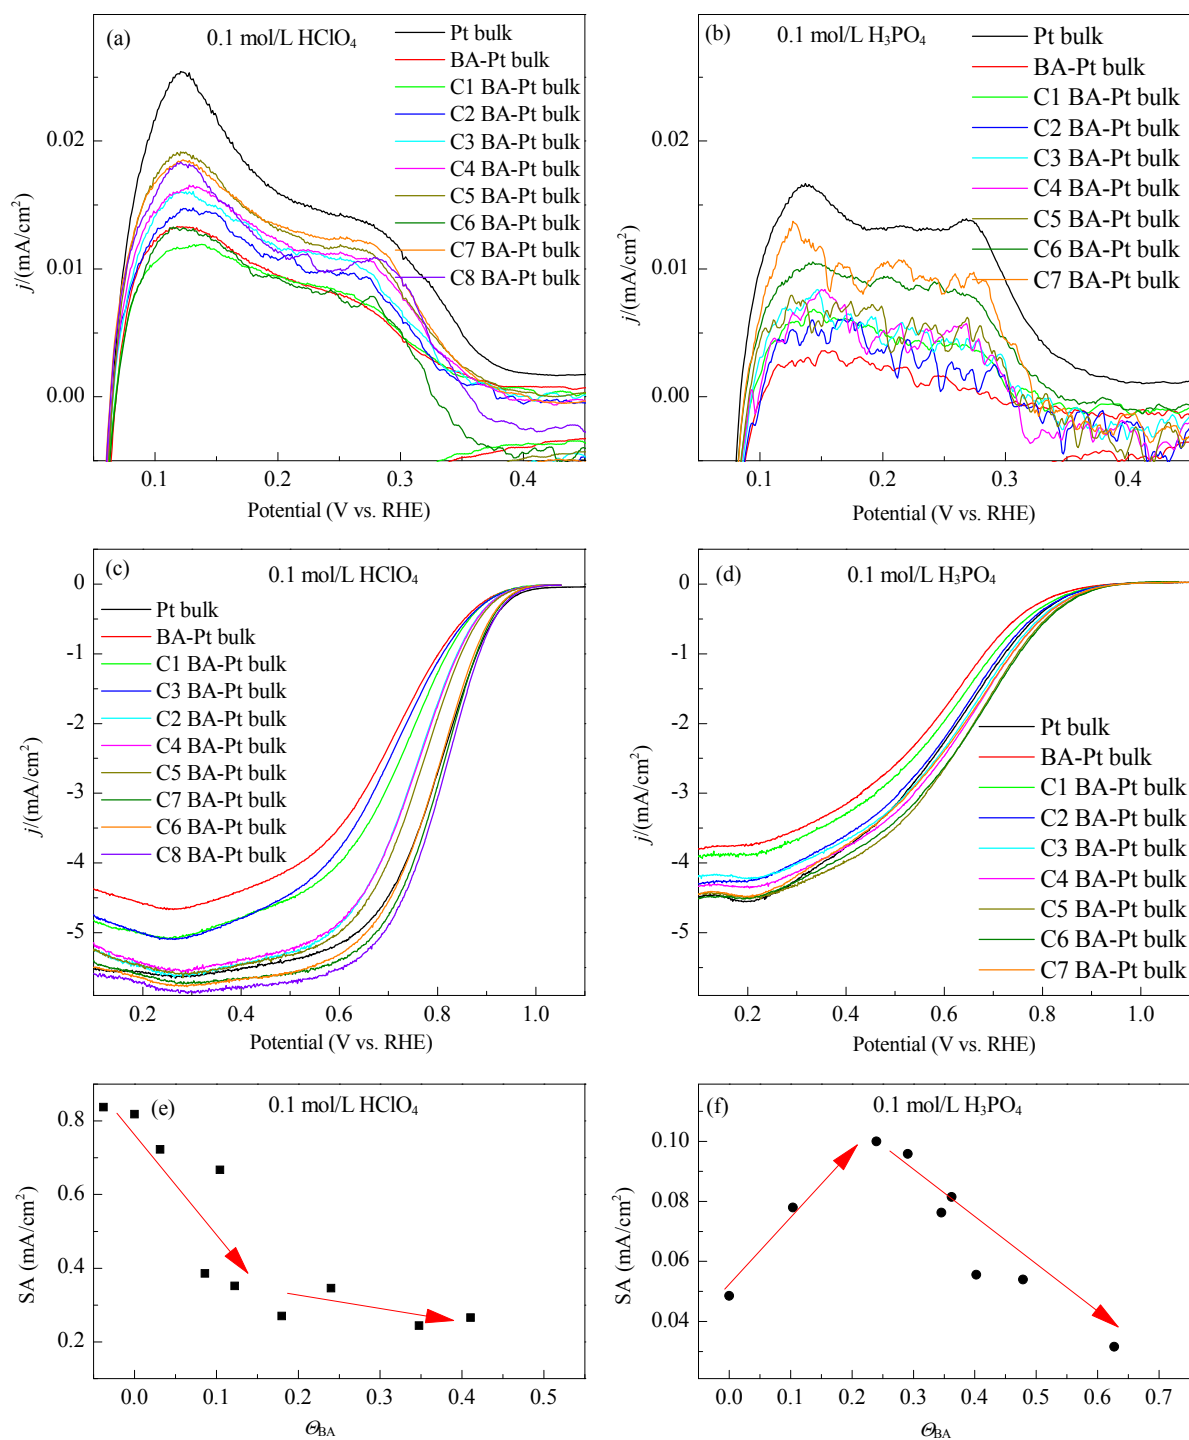 (a)
0.1 mol/L HClO4
Pt bulk
BA-Pt bulk
C1 BA-Pt bulk
C2 BA-Pt bulk
C3 BA-Pt bulk
C4 BA-Pt bulk
C5 BA-Pt bulk
C6 BA-Pt bulk
C7 BA-Pt bulk
C8 BA-Pt bulk
j/(mA/cm²)
0.02
0.01
0.00
0.1 0.2 0.3 0.4
Potential (V vs. RHE)
(b)
0.1 mol/L H3PO4
Pt bulk
BA-Pt bulk
C1 BA-Pt bulk
C2 BA-Pt bulk
C3 BA-Pt bulk
C4 BA-Pt bulk
C5 BA-Pt bulk
C6 BA-Pt bulk
C7 BA-Pt bulk
j/(mA/cm²)
0.02
0.01
0.00
0.1 0.2 0.3 0.4
Potential (V vs. RHE)
(c)
0.1 mol/L HClO4
Pt bulk
BA-Pt bulk
C1 BA-Pt bulk
C3 BA-Pt bulk
C2 BA-Pt bulk
C4 BA-Pt bulk
C5 BA-Pt bulk
C7 BA-Pt bulk
C6 BA-Pt bulk
C8 BA-Pt bulk
j/(mA/cm²)
0
-1
-2
-3
-4
-5
0.2 0.4 0.6 0.8 1.0
Potential (V vs. RHE)
(d)
0.1 mol/L H3PO4
Pt bulk
BA-Pt bulk
C1 BA-Pt bulk
C2 BA-Pt bulk
C3 BA-Pt bulk
C4 BA-Pt bulk
C5 BA-Pt bulk
C6 BA-Pt bulk
C7 BA-Pt bulk
j/(mA/cm²)
0
-1
-2
-3
-4
-5
0.2 0.4 0.6 0.8 1.0
Potential (V vs. RHE)
(e)
0.1 mol/L HClO4
SA (mA/cm²)
0.8
0.6
0.4
0.2
0.0 0.1 0.2 0.3 0.4 0.5
ΘBA
(f)
0.1 mol/L H3PO4
SA (mA/cm²)
0.10
0.08
0.06
0.04
0.0 0.1 0.2 0.3 0.4 0.5 0.6 0.7
ΘBA